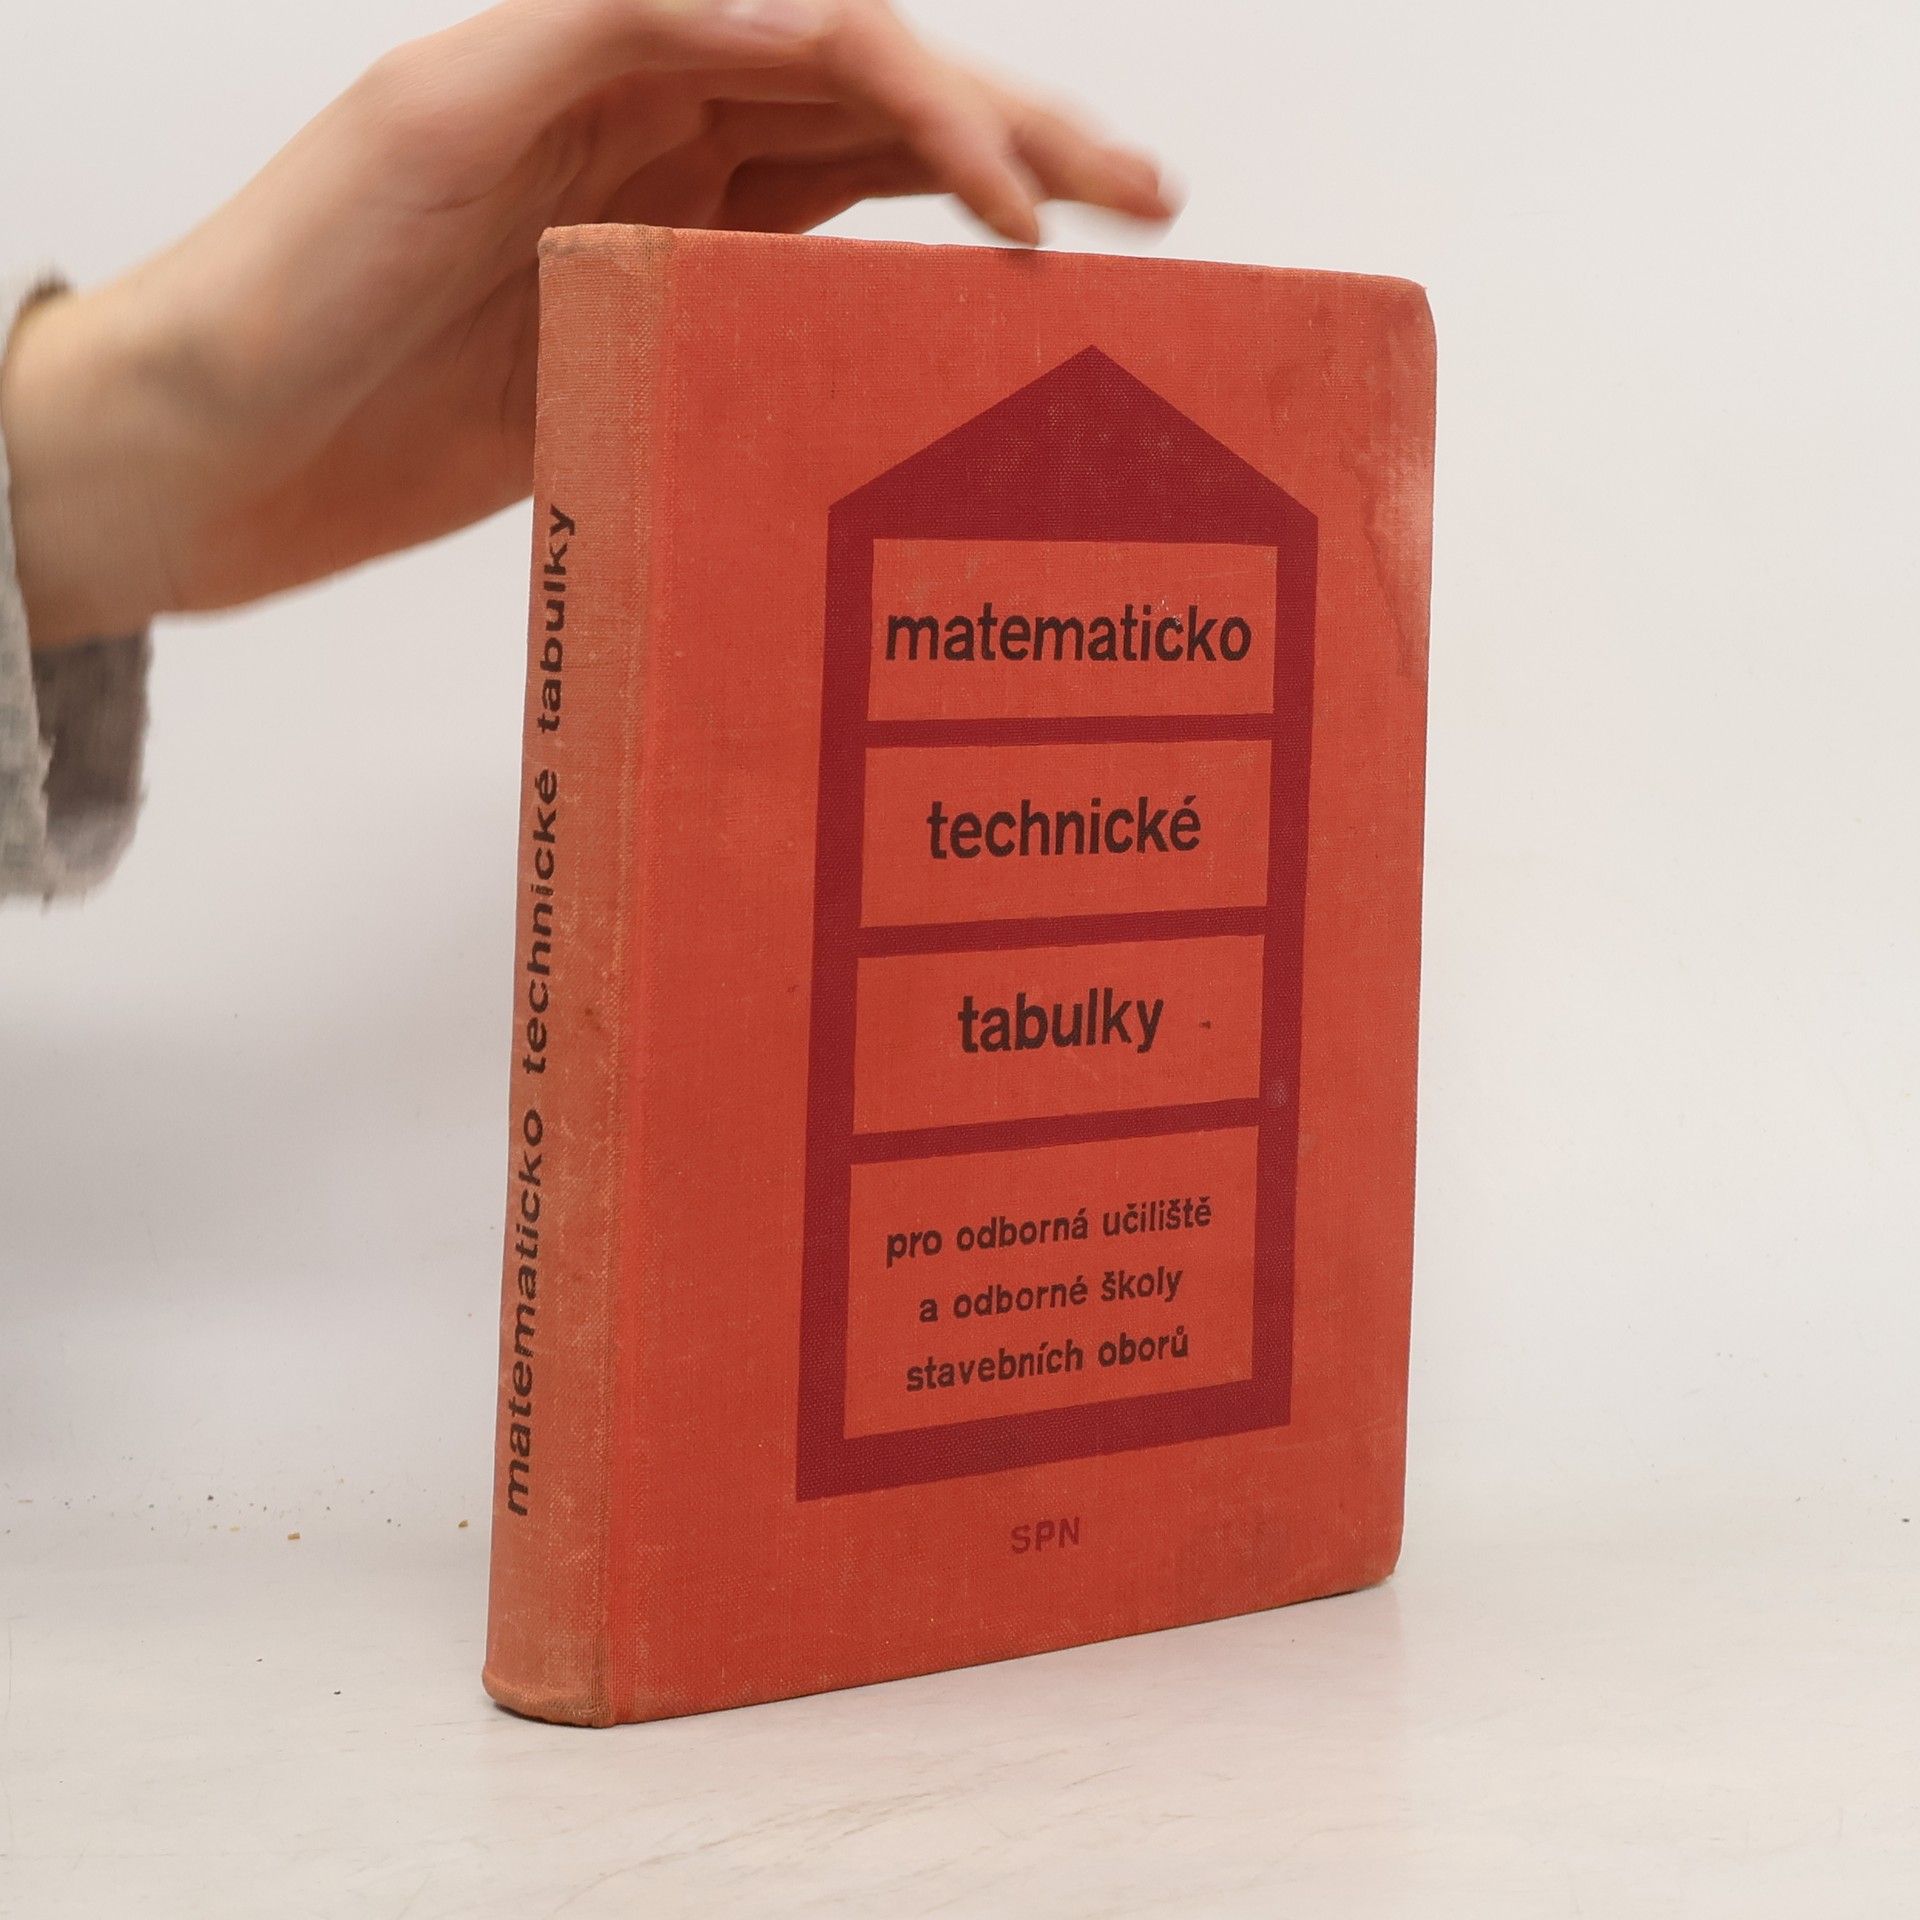 matematicko technické tabulky
matematicko
technické
tabulky
pro odborná učiliště
a odborné školy
stavebních oborů
SPN